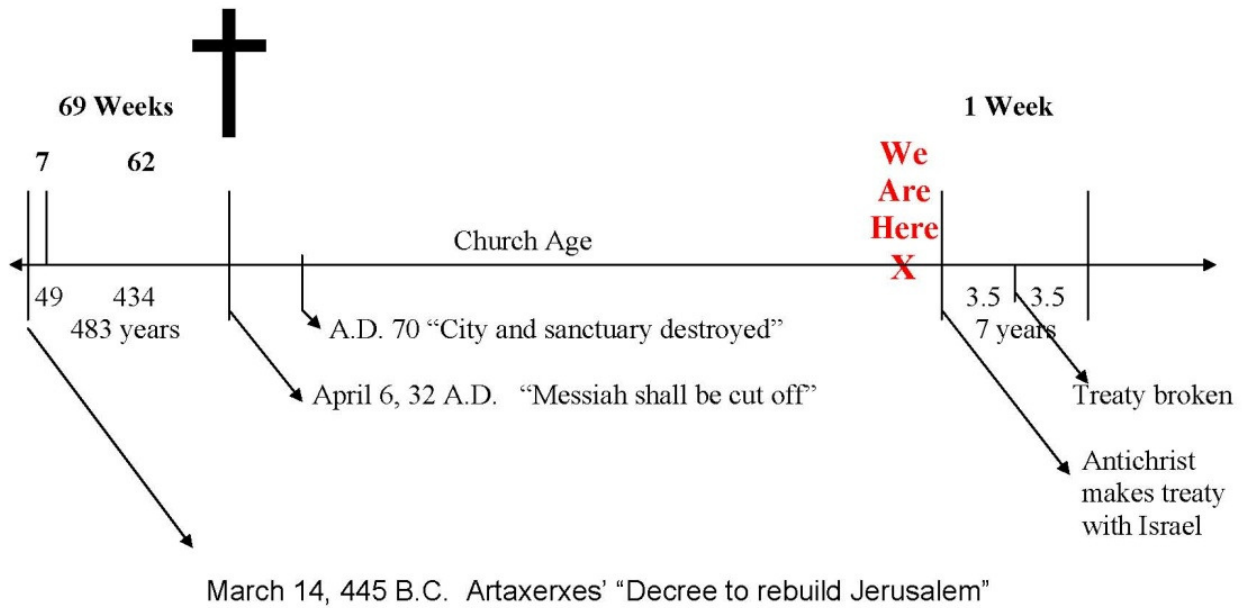 69 Weeks
1 Week
7
62
We
Are
Here
X
Church Age
49
434
483 years
3.5
3.5
7 years
A.D. 70 “City and sanctuary destroyed”
April 6, 32 A.D. “Messiah shall be cut off”
Treaty broken
Antichrist
makes treaty
with Israel
March 14, 445 B.C. Artaxerxes’ “Decree to rebuild Jerusalem”